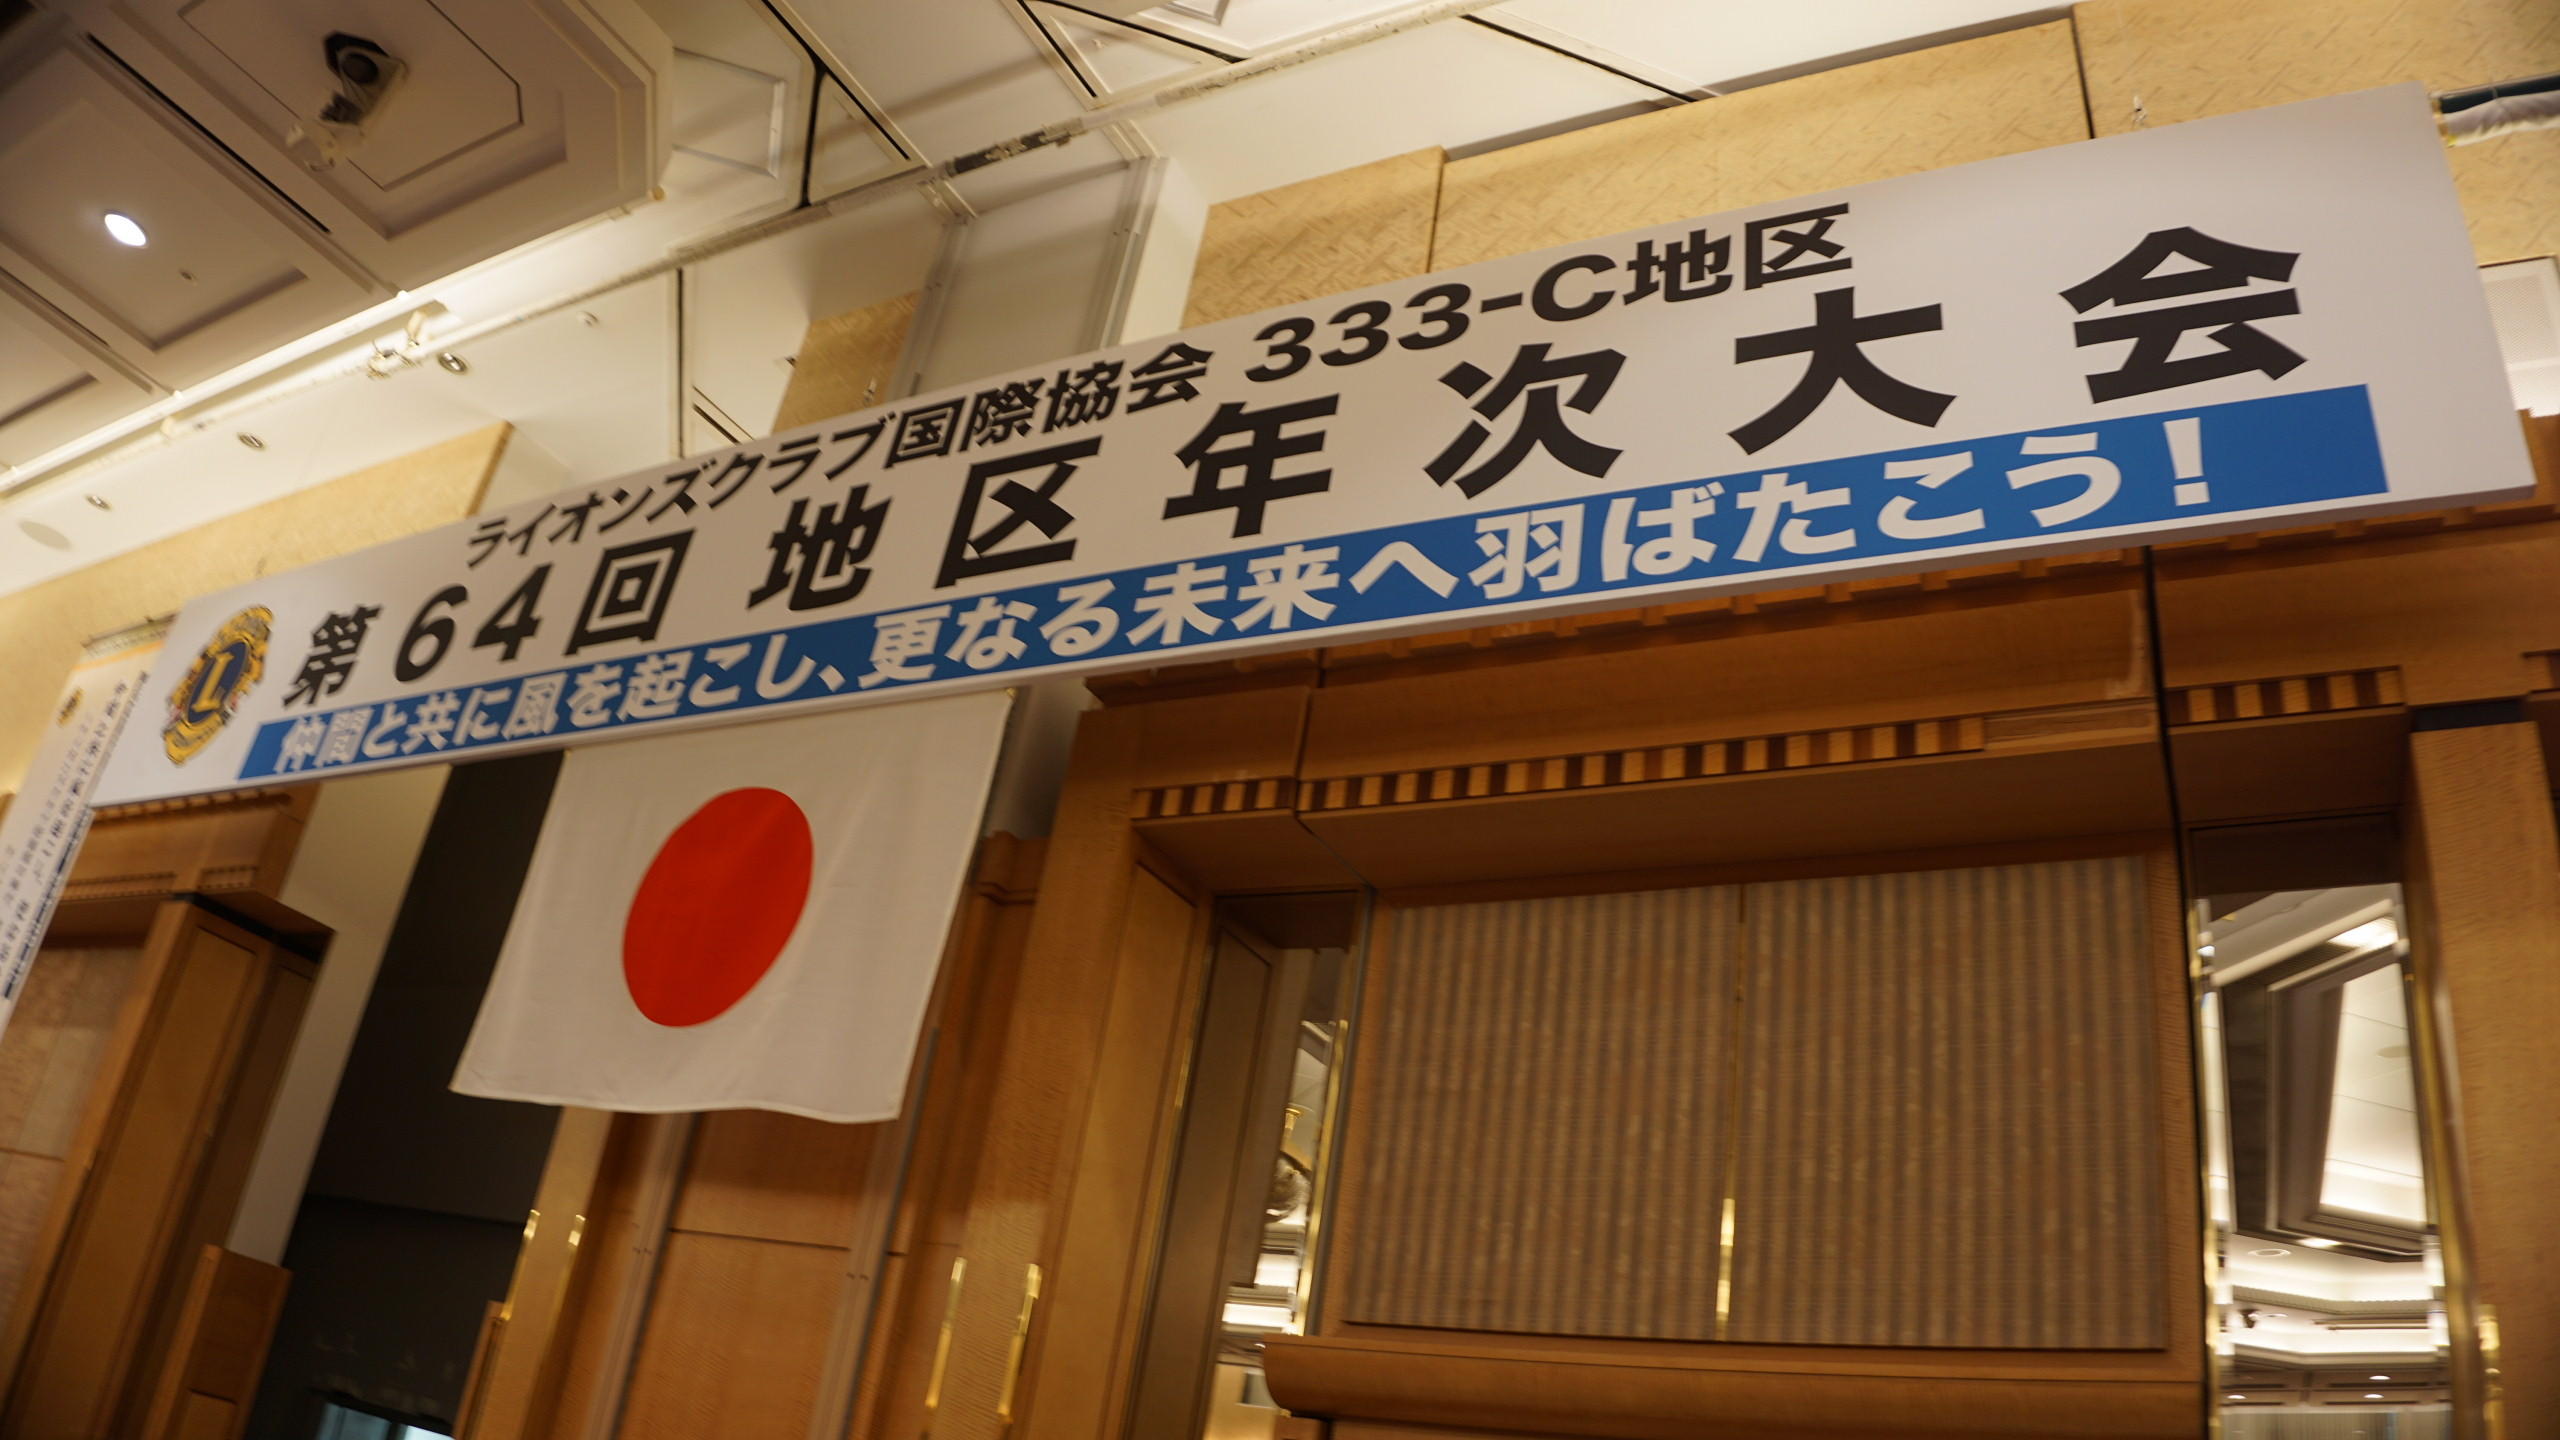 ライオンズクラブ国際協会 333-C地区
第64回 地区年次大会
仲間と共に風を起こし、更なる未来へ羽ばたこう！
L